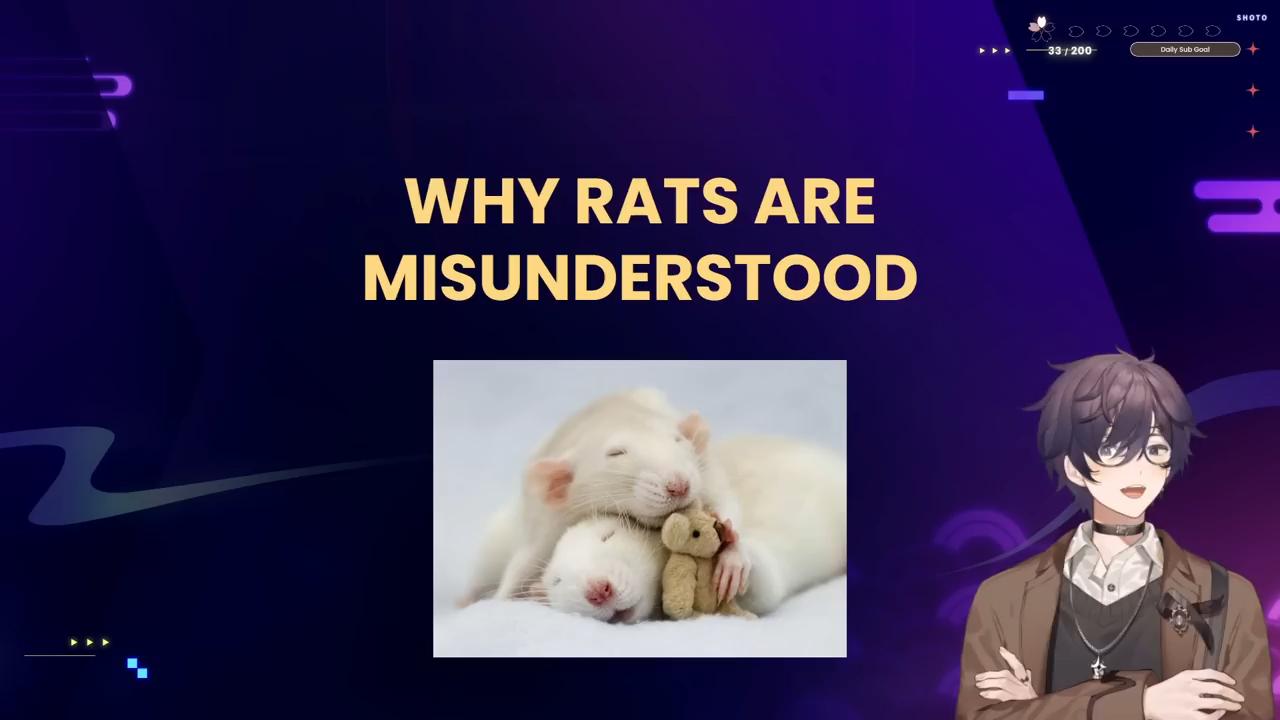 SHOTO
33 / 200
Daily Sub Goal
WHY RATS ARE
MISUNDERSTOOD